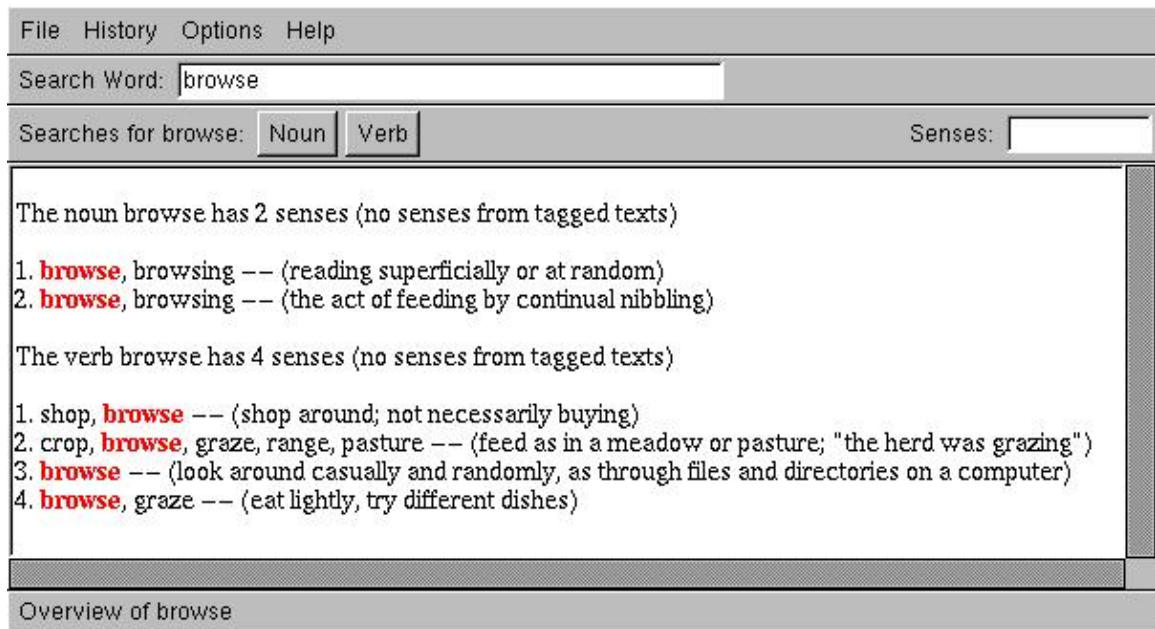 File History Options Help
Search Word: browse
Searches for browse: Noun Verb Senses:
The noun browse has 2 senses (no senses from tagged texts)
1. browse, browsing –– (reading superficially or at random)
2. browse, browsing –– (the act of feeding by continual nibbling)
The verb browse has 4 senses (no senses from tagged texts)
1. shop, browse –– (shop around; not necessarily buying)
2. crop, browse, graze, range, pasture –– (feed as in a meadow or pasture; "the herd was grazing")
3. browse –– (look around casually and randomly, as through files and directories on a computer)
4. browse, graze –– (eat lightly, try different dishes)
Overview of browse